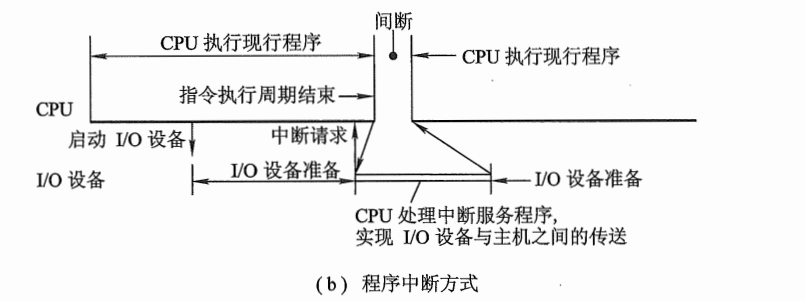 间断
CPU 执行现行程序
CPU 执行现行程序
指令执行周期结束
CPU
启动 I/O 设备
中断请求
I/O 设备
I/O 设备准备
I/O 设备准备
CPU 处理中断服务程序,
实现 I/O 设备与主机之间的传送
(b) 程序中断方式